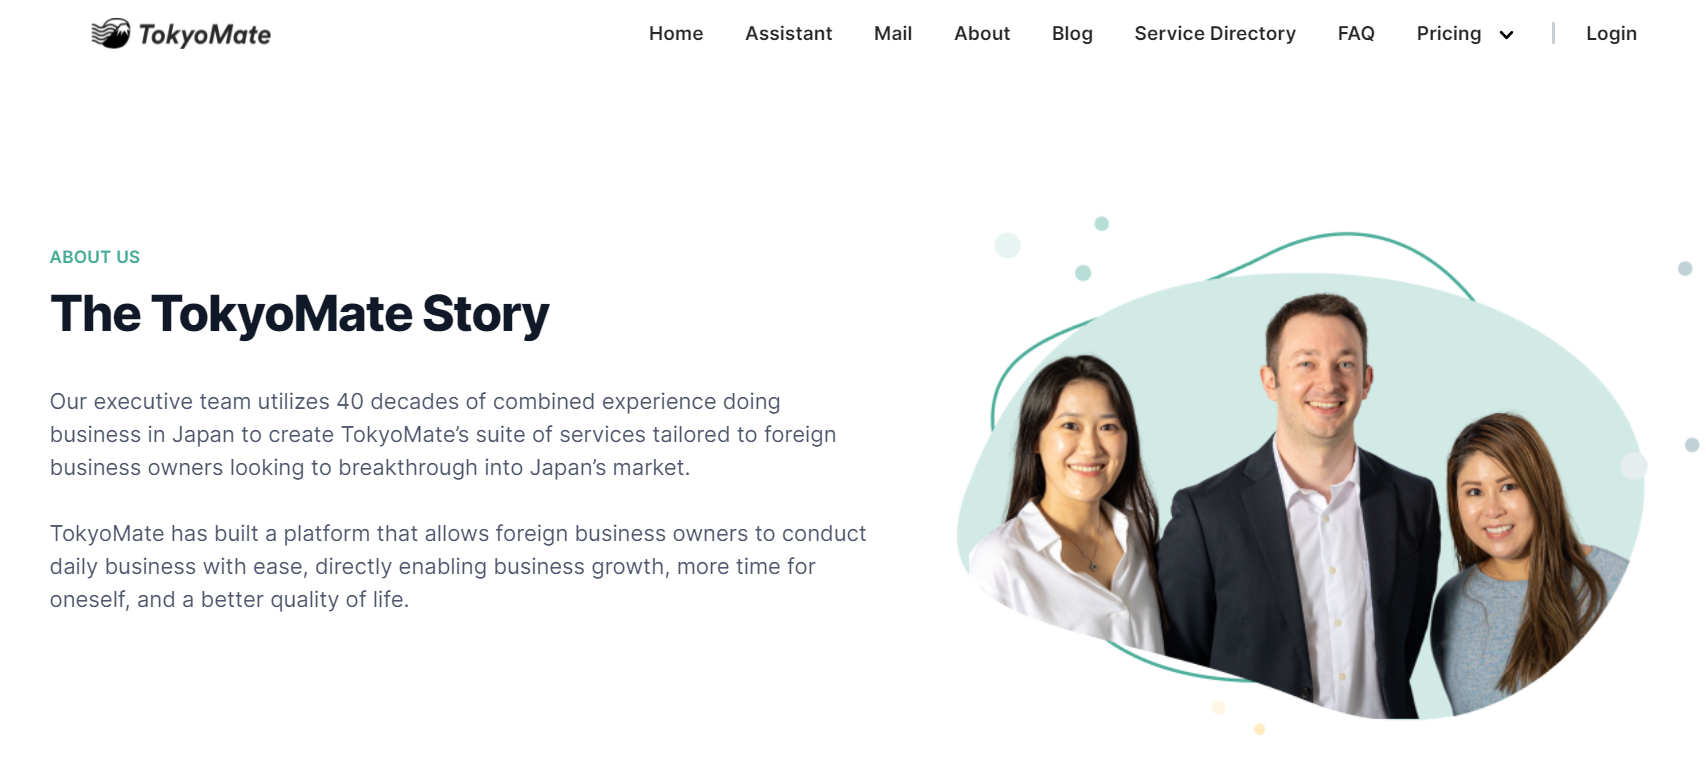 TokyoMate
Home Assistant Mail About Blog Service Directory FAQ Pricing Login
ABOUT US
The TokyoMate Story
Our executive team utilizes 40 decades of combined experience doing
business in Japan to create TokyoMate’s suite of services tailored to foreign
business owners looking to breakthrough into Japan’s market.
TokyoMate has built a platform that allows foreign business owners to conduct
daily business with ease, directly enabling business growth, more time for
oneself, and a better quality of life.